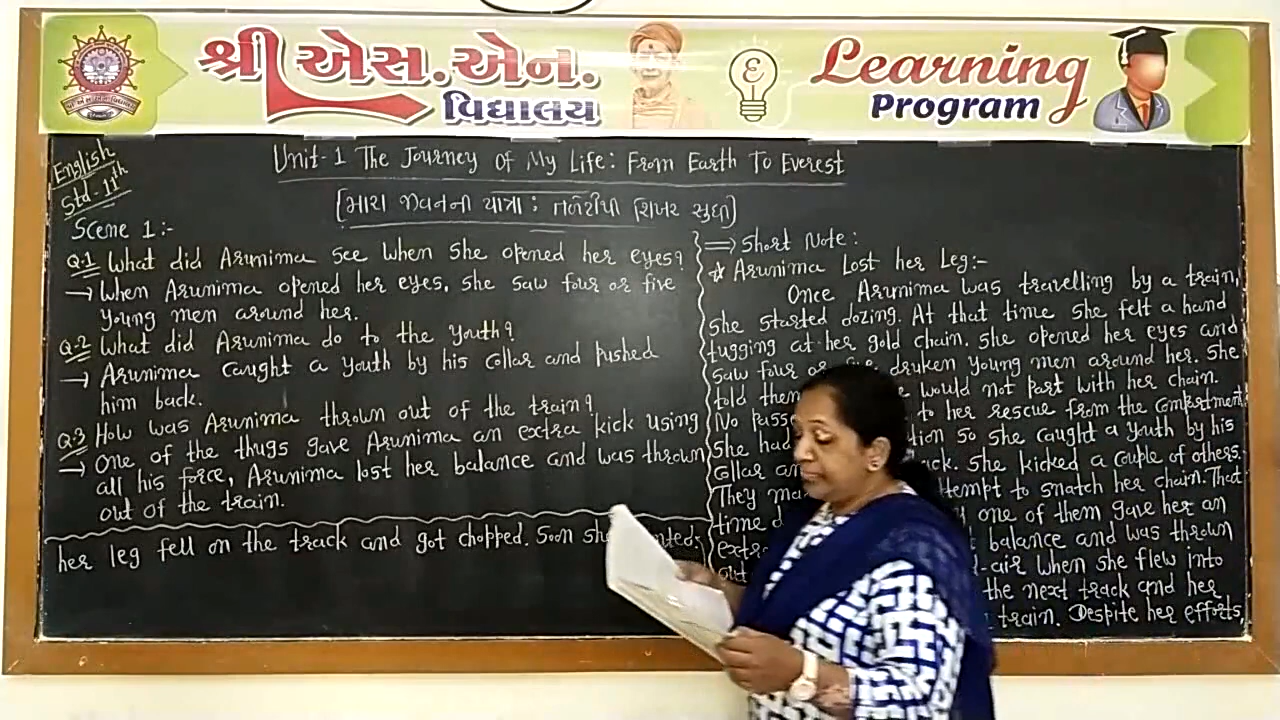 શ્રી એસ.એન.
વિદ્યાલય
Learning
Program
English
Std-11th
Unit-1 The Journey Of My Life: From Earth To Everest
[મારા જીવનની યાત્રા : તળેટીથી શિખર સુધી]
Scene 1:-
Q.1 What did Arunima see when she opened her eyes?
→ When Arunima opened her eyes, she saw four or five
young men around her.
Q.2 What did Arunima do to the youth?
→ Arunima caught a youth by his collar and pushed
him back.
Q.3 How was Arunima thrown out of the train?
→ One of the thugs gave Arunima an extra kick using
all his force, Arunima lost her balance and was thrown
out of the train.
⇒ Short Note:
☆ Arunima Lost her Leg:-
Once Arunima was travelling by a train,
she started dozing. At that time she felt a hand
tugging at her gold chain. She opened her eyes and
saw four or druken young men around her. She
told them would not part with her chain.
No to her rescue from the compartment
She had so she caught a youth by his
collar an She kicked a couple of others.
They to snatch her chain. That
time one of them gave her an
balance and was thrown
when she flew into
the next track and her
train. Despite her efforts,
her leg fell on the track and got chopped. Soon